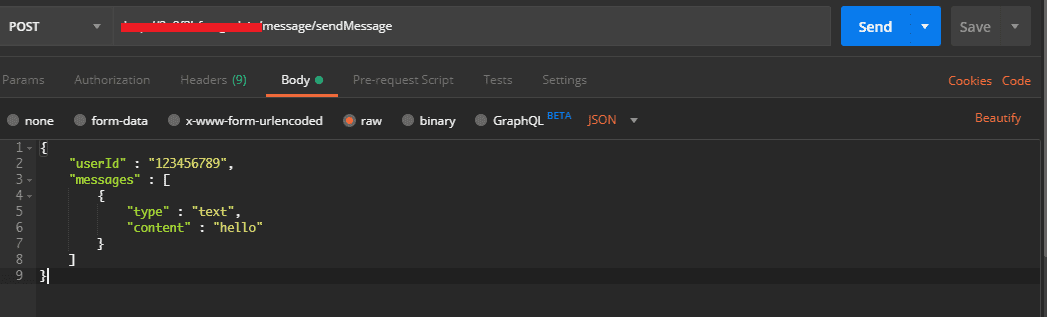 POST /message/sendMessage Send Save
Params Authorization Headers (9) Body Pre-request Script Tests Settings Cookies Code
none form-data x-www-form-urlencoded raw binary GraphQL BETA JSON Beautify
1 {
2 "userId" : "123456789",
3 "messages" : [
4 {
5 "type" : "text",
6 "content" : "hello"
7 }
8 ]
9 }